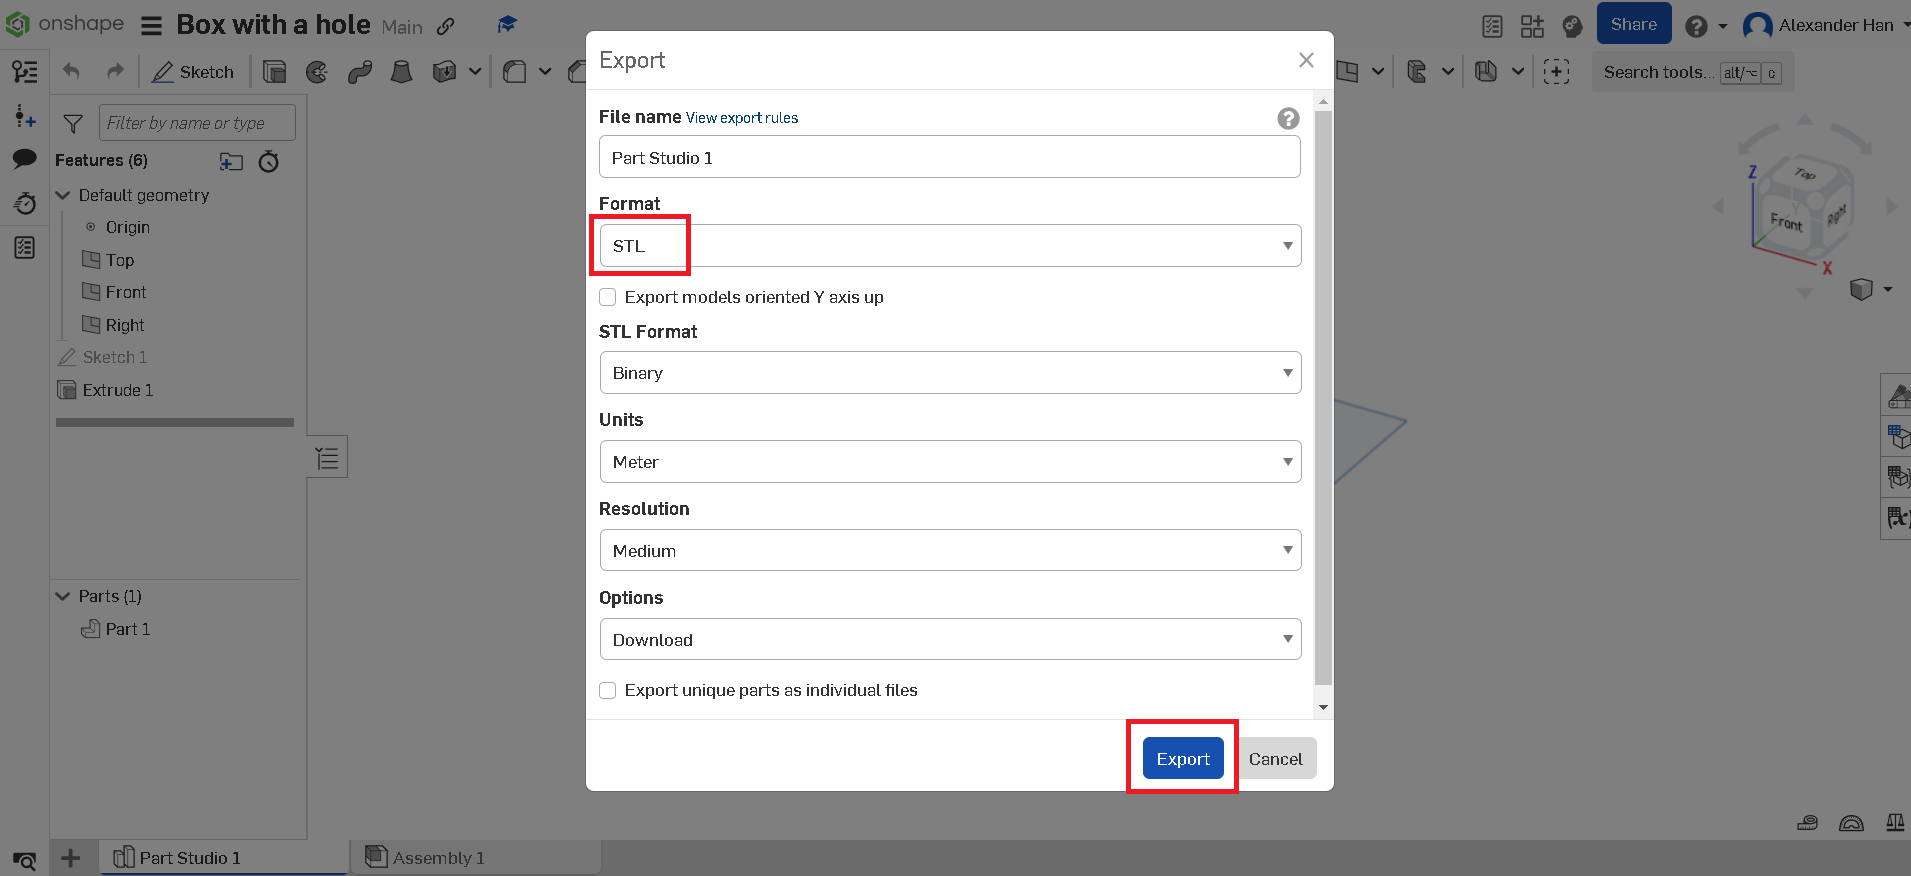 onshape
Box with a hole Main
Share
Alexander Han
Sketch
Search tools... alt/⌥ c
Filter by name or type
Features (6)
Default geometry
Origin
Top
Front
Right
Sketch 1
Extrude 1
Parts (1)
Part 1
Export
File name View export rules
Part Studio 1
Format
STL
Export models oriented Y axis up
STL Format
Binary
Units
Meter
Resolution
Medium
Options
Download
Export unique parts as individual files
Export Cancel
Z
Top
Y
Front
Right
X
(x)
Part Studio 1
Assembly 1